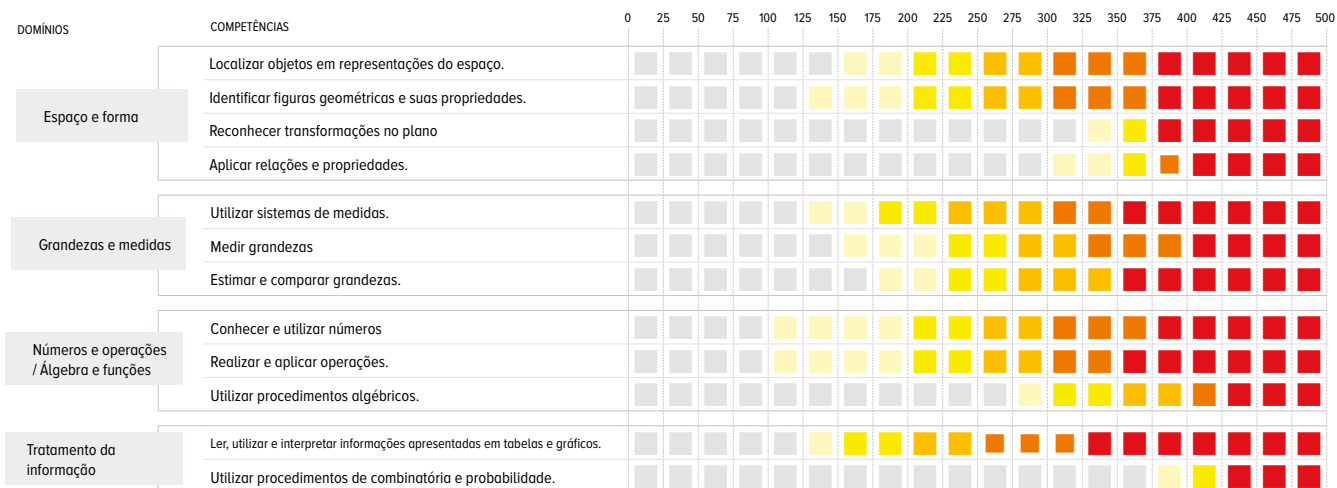 DOMÍNIOS
COMPETÊNCIAS
0 25 50 75 100 125 150 175 200 225 250 275 300 325 350 375 400 425 450 475 500
Espaço e forma
Localizar objetos em representações do espaço.
Identificar figuras geométricas e suas propriedades.
Reconhecer transformações no plano
Aplicar relações e propriedades.
Grandezas e medidas
Utilizar sistemas de medidas.
Medir grandezas
Estimar e comparar grandezas.
Números e operações
/ Álgebra e funções
Conhecer e utilizar números
Realizar e aplicar operações.
Utilizar procedimentos algébricos.
Tratamento da
informação
Ler, utilizar e interpretar informações apresentadas em tabelas e gráficos.
Utilizar procedimentos de combinatória e probabilidade.